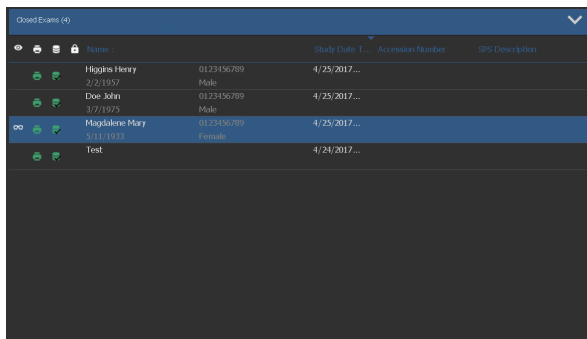 Closed Exams (4)
Name : Study Date T... Accession Number SPS Description
Higgins Henry 0123456789 4/25/2017...
2/2/1957 Male
Doe John 0123456789 4/25/2017...
3/7/1975 Male
Magdalene Mary 0123456789 4/25/2017...
5/11/1933 Female
Test 4/24/2017...